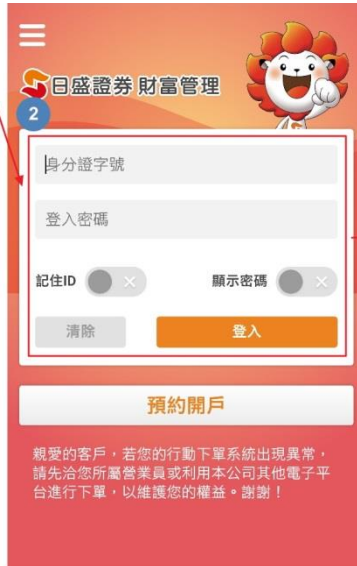 日盛證券 財富管理
2
身分證字號
登入密碼
記住ID 顯示密碼
清除 登入
預約開戶
親愛的客戶，若您的行動下單系統出現異常，
請先洽您所屬營業員或利用本公司其他電子平
台進行下單，以維護您的權益。謝謝！